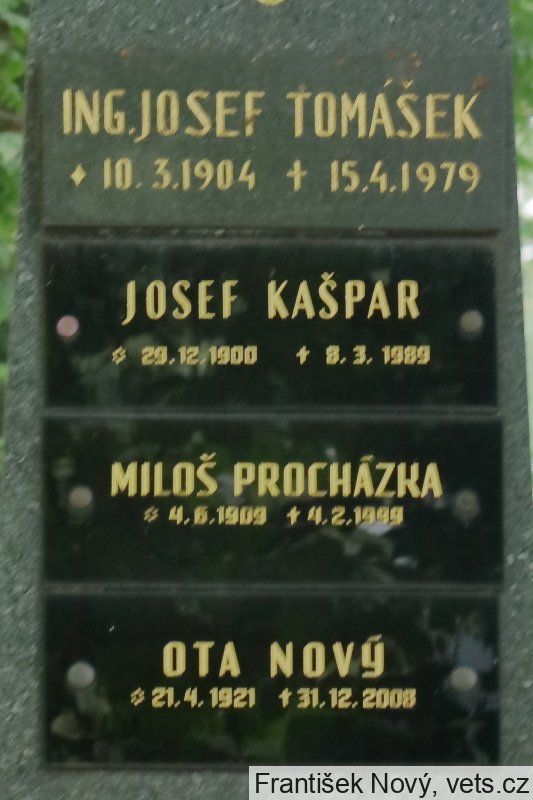 ING.JOSEF TOMÁŠEK
♦ 10.3.1904 ✝ 15.4.1979
JOSEF KAŠPAR
✡ 29.12.1900 ✝ 8.3.1989
MILOŠ PROCHÁZKA
✡ 4.6.1909 ✝ 4.2.1999
OTA NOVÝ
✡ 21.4.1921 ✝ 31.12.2008
František Nový, vets.cz